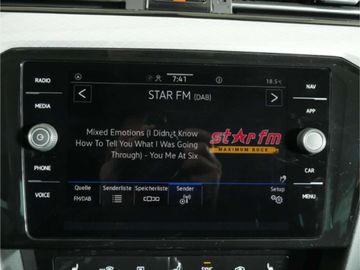 RADIO
MEDIA
PHONE
VOICE
7:41
18.5°C
STAR FM (DAB)
Mixed Emotions (I Didn't Know
How To Tell You What I Was Going
Through) - You Me At Six
star fm
MAXIMUM ROCK
Quelle
FM/DAB
Senderliste
Speicherliste
Sender
Setup
NAV
APP
CAR
MENU
SYNC